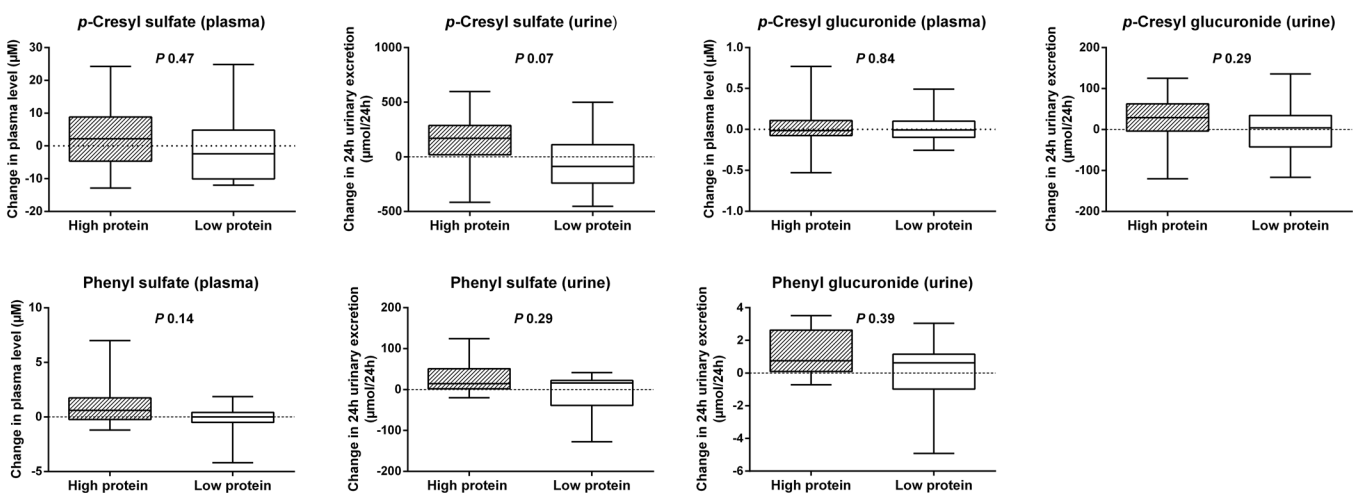 p-Cresyl sulfate (plasma)
Change in plasma level (µM)
30
20
10
0
-10
-20
P 0.47
High protein
Low protein
p-Cresyl sulfate (urine)
Change in 24h urinary excretion
(µmol/24h)
1000
500
0
-500
P 0.07
High protein
Low protein
p-Cresyl glucuronide (plasma)
Change in plasma level (µM)
1.0
0.5
0.0
-0.5
-1.0
P 0.84
High protein
Low protein
p-Cresyl glucuronide (urine)
Change in 24h urinary excretion
(µmol/24h)
200
100
0
-100
-200
P 0.29
High protein
Low protein
Phenyl sulfate (plasma)
Change in plasma level (µM)
10
5
0
-5
P 0.14
High protein
Low protein
Phenyl sulfate (urine)
Change in 24h urinary excretion
(µmol/24h)
200
100
0
-100
-200
P 0.29
High protein
Low protein
Phenyl glucuronide (urine)
Change in 24h urinary excretion
(µmol/24h)
4
2
0
-2
-4
-6
P 0.39
High protein
Low protein